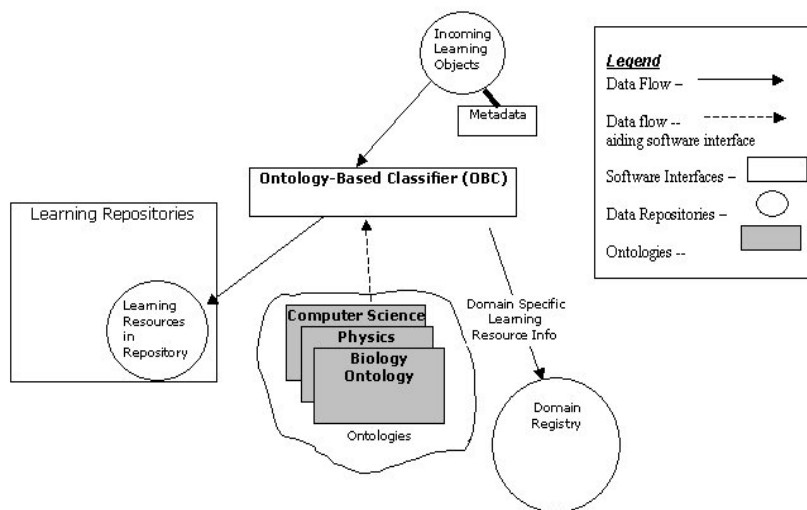 Incoming
Learning
Objects
Metadata
Ontology-Based Classifier (OBC)
Learning Repositories
Learning
Resources
in
Repository
Computer Science
Physics
Biology
Ontology
Ontologies
Domain Specific
Learning
Resource Info
Domain
Registry
Legend
Data Flow –
Data flow --
aiding software interface
Software Interfaces –
Data Repositories –
Ontologies --